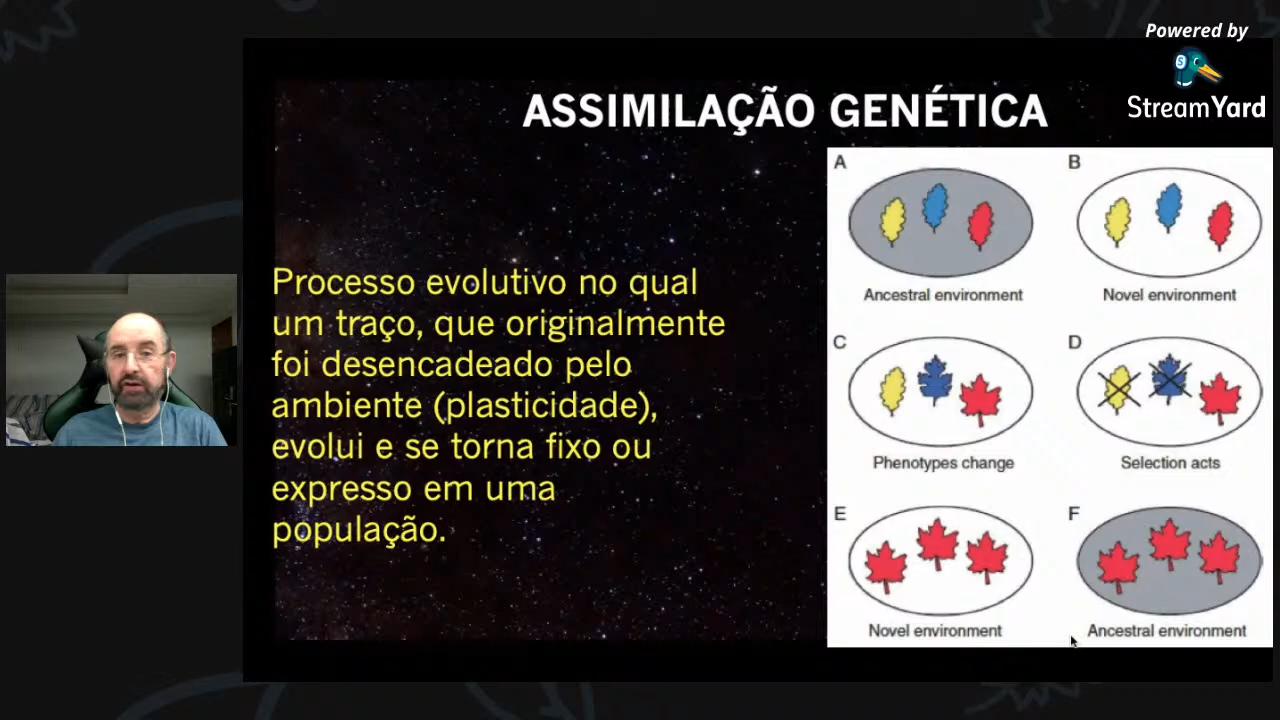 Powered by
StreamYard
ASSIMILAÇÃO GENÉTICA
Processo evolutivo no qual
um traço, que originalmente
foi desencadeado pelo
ambiente (plasticidade),
evolui e se torna fixo ou
expresso em uma
população.
A
B
Ancestral environment
Novel environment
C
D
Phenotypes change
Selection acts
E
F
Novel environment
Ancestral environment